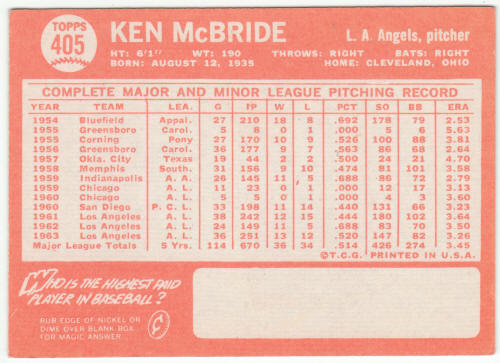 TOPPS
405
KEN McBRIDE
L. A. Angels, pitcher
HT: 6'1" WT: 190 THROWS: RIGHT BATS: RIGHT
BORN: AUGUST 12, 1935 HOME: CLEVELAND, OHIO
COMPLETE MAJOR AND MINOR LEAGUE PITCHING RECORD
YEAR TEAM LEA. G IP W L PCT SO BB ERA
1954 Bluefield Appal. 27 210 18 8 .692 178 79 2.53
1955 Greensboro Carol. 5 8 0 1 .000 5 6 5.63
1955 Corning Pony 27 170 10 9 .526 100 88 3.81
1956 Greensboro Carol. 36 177 9 7 .563 86 68 2.64
1957 Okla. City Texas 19 44 2 2 .500 24 21 4.70
1958 Memphis South. 31 156 9 10 .474 81 101 3.58
1959 Indianapolis A. A. 26 145 11 5 .688 86 72 2.79
1959 Chicago A. L. 11 23 0 1 .000 12 17 3.13
1960 Chicago A. L. 5 5 0 1 .000 4 3 3.60
1960 San Diego P. C. L. 33 198 11 14 .440 131 66 3.23
1961 Los Angeles A. L. 38 242 12 15 .444 180 102 3.64
1962 Los Angeles A. L. 24 149 11 5 .688 83 70 3.50
1963 Los Angeles A. L. 36 251 13 12 .520 147 82 3.26
Major League Totals 5 Yrs. 114 670 36 34 .514 426 274 3.45
©T.C.G. PRINTED IN U.S.A.
WHO IS THE HIGHEST PAID
PLAYER IN BASEBALL?
RUB EDGE OF NICKEL OR
DIME OVER BLANK BOX
FOR MAGIC ANSWER